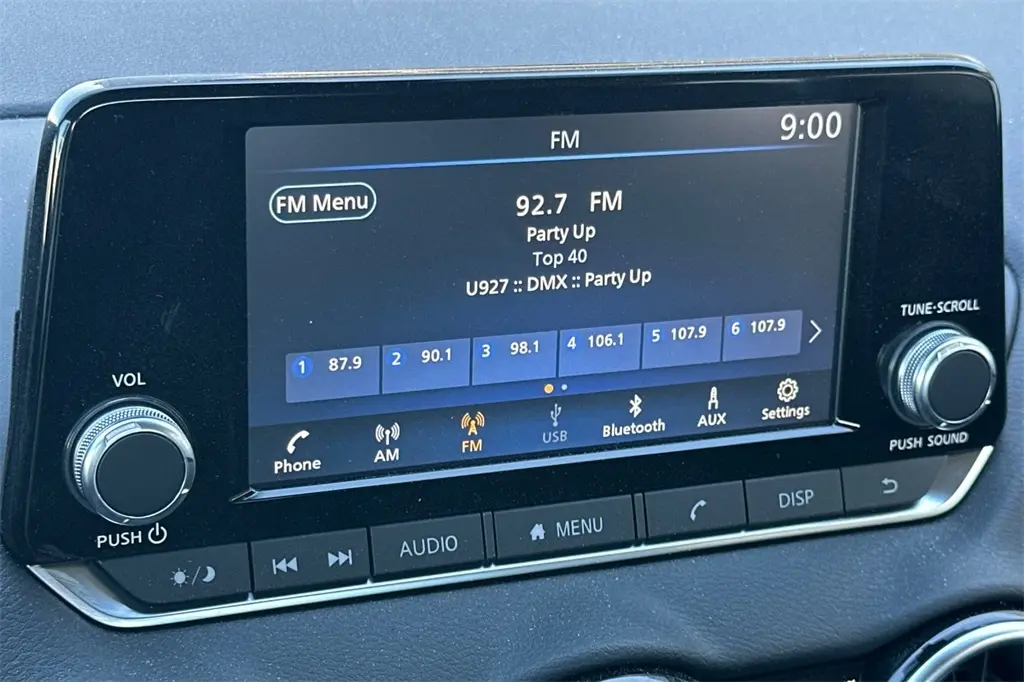 FM 9:00
FM Menu
92.7 FM
Party Up
Top 40
U927 :: DMX :: Party Up
1 87.9 2 90.1 3 98.1 4 106.1 5 107.9 6 107.9
Phone AM FM USB Bluetooth AUX Settings
VOL
PUSH
TUNE·SCROLL
PUSH SOUND
AUDIO MENU DISP